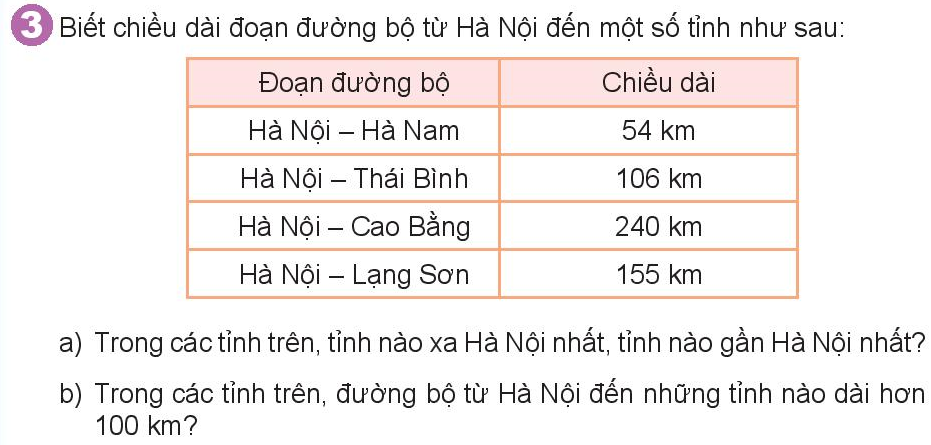 3 Biết chiều dài đoạn đường bộ từ Hà Nội đến một số tỉnh như sau:
Đoạn đường bộ Chiều dài
Hà Nội – Hà Nam 54 km
Hà Nội – Thái Bình 106 km
Hà Nội – Cao Bằng 240 km
Hà Nội – Lạng Sơn 155 km
a) Trong các tỉnh trên, tỉnh nào xa Hà Nội nhất, tỉnh nào gần Hà Nội nhất?
b) Trong các tỉnh trên, đường bộ từ Hà Nội đến những tỉnh nào dài hơn
100 km?